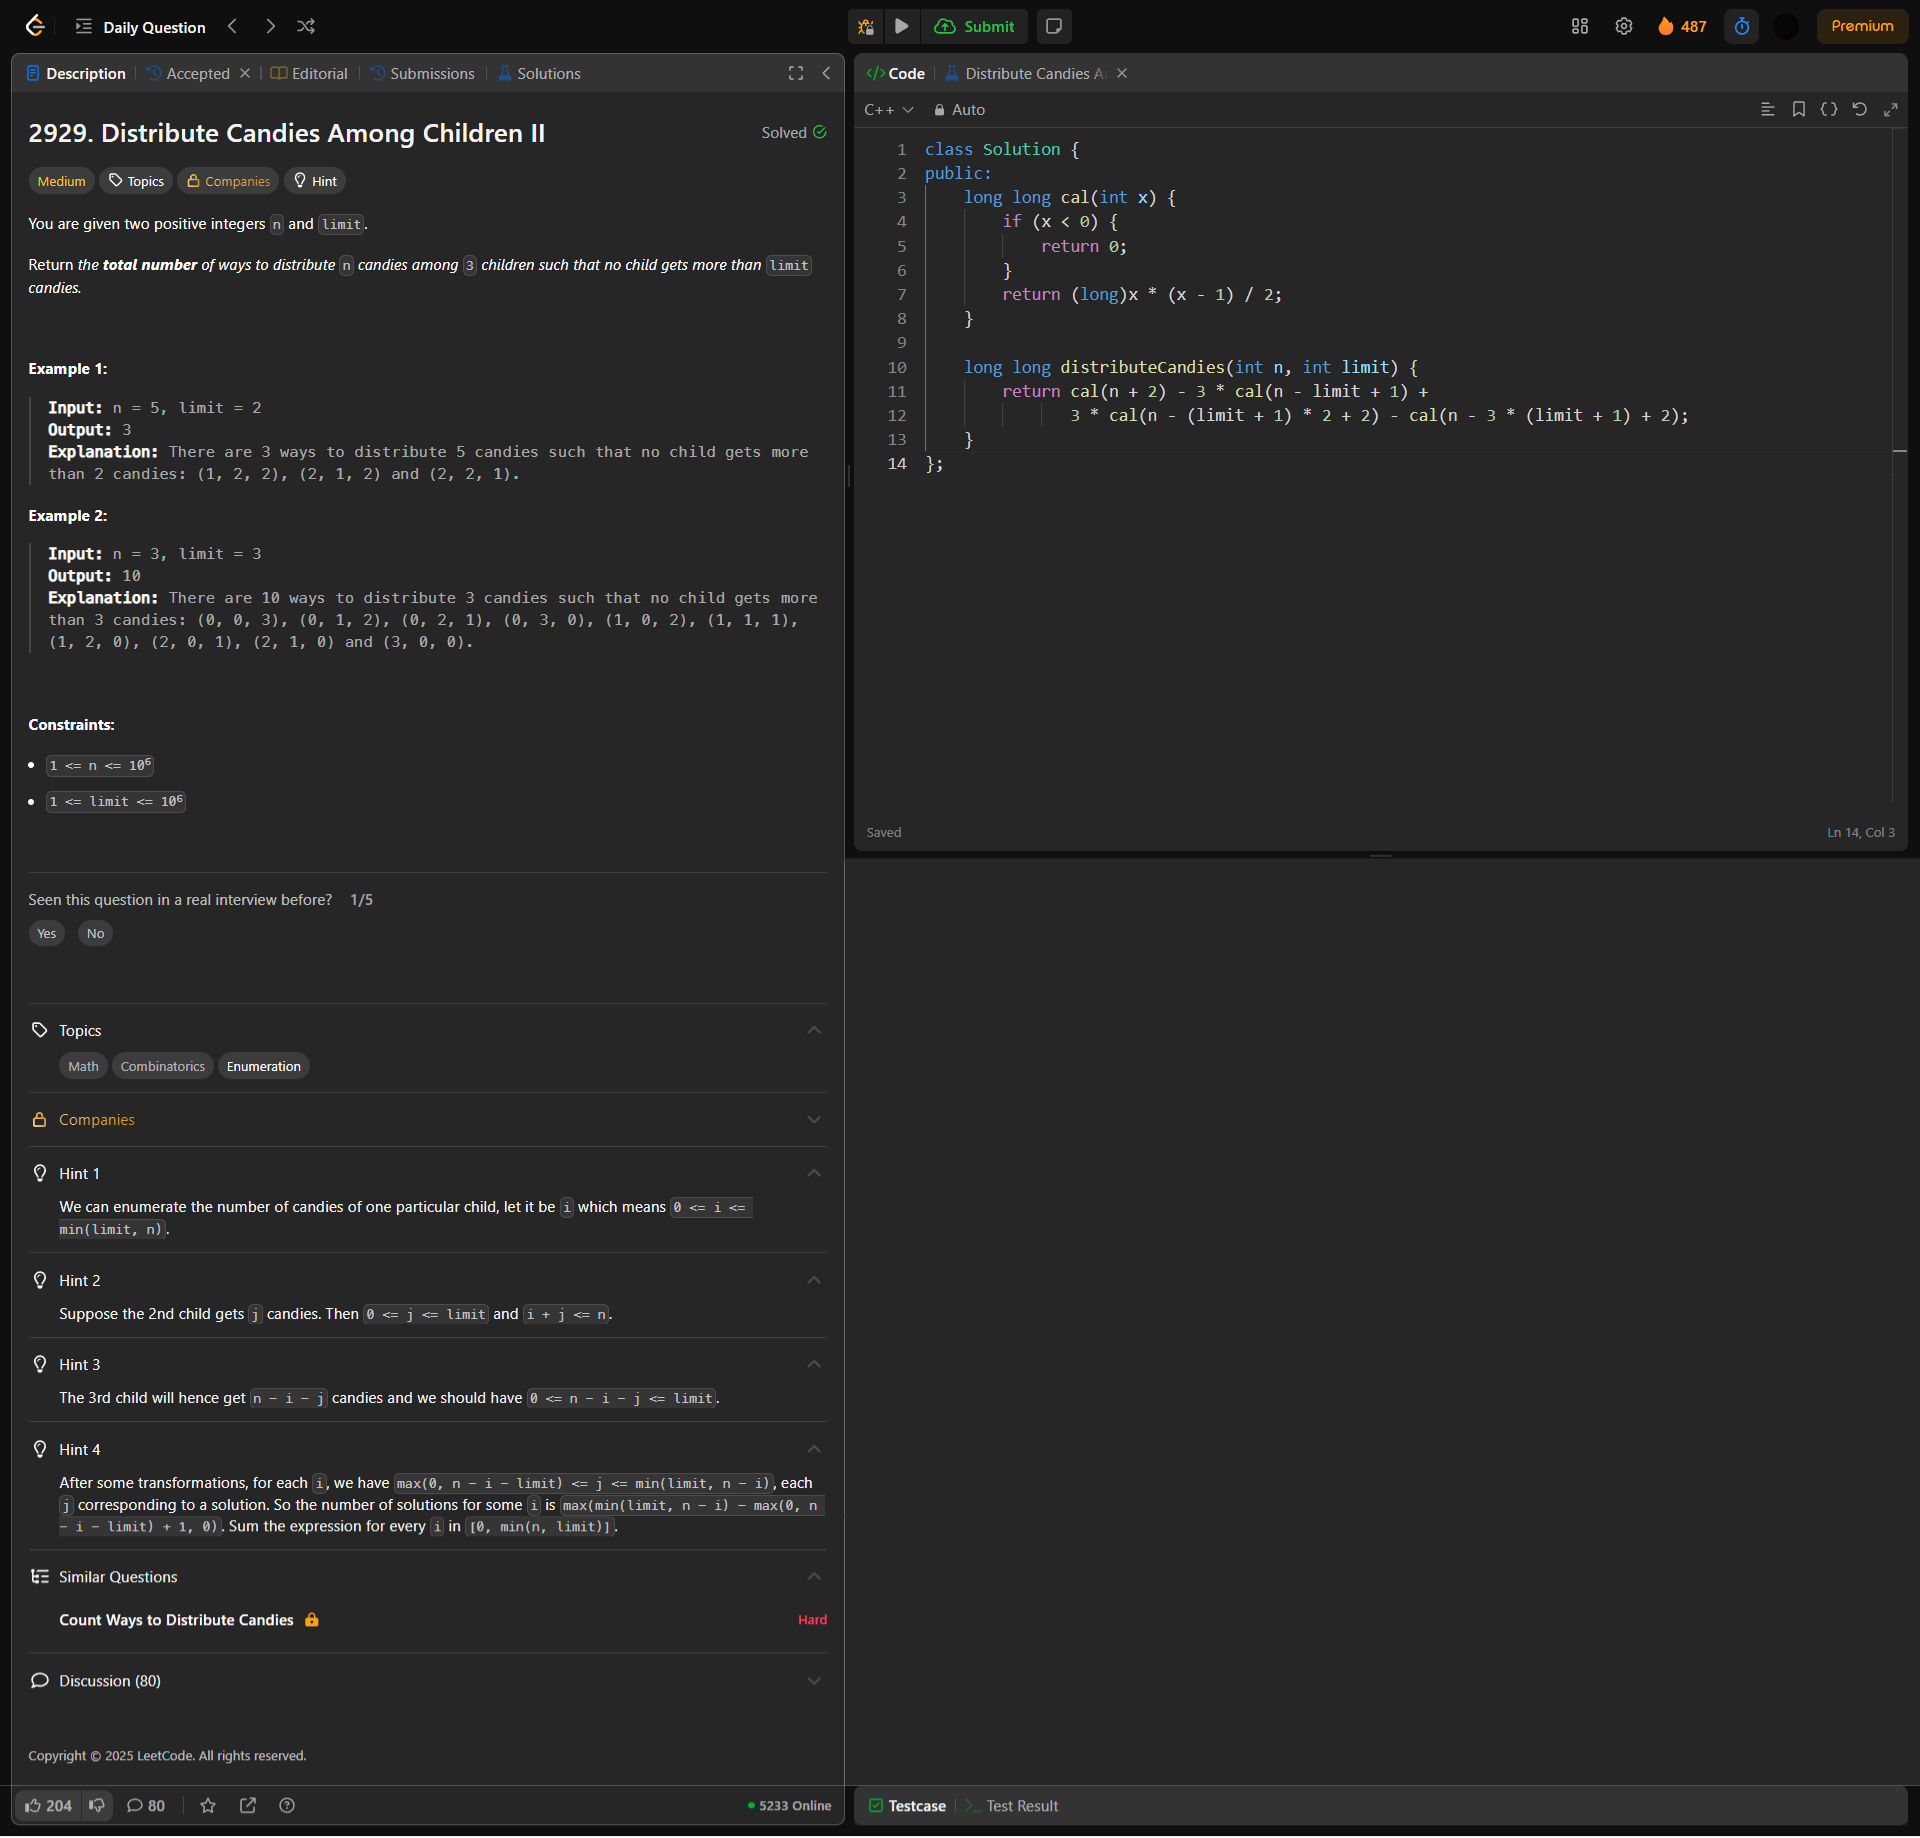 Daily Question
Submit
487
Premium
Description
Accepted
Editorial
Submissions
Solutions
2929. Distribute Candies Among Children II
Solved
Medium
Topics
Companies
Hint
You are given two positive integers n and limit.
Return the total number of ways to distribute n candies among 3 children such that no child gets more than limit
candies.
Example 1:
Input: n = 5, limit = 2
Output: 3
Explanation: There are 3 ways to distribute 5 candies such that no child gets more
than 2 candies: (1, 2, 2), (2, 1, 2) and (2, 2, 1).
Example 2:
Input: n = 3, limit = 3
Output: 10
Explanation: There are 10 ways to distribute 3 candies such that no child gets more
than 3 candies: (0, 0, 3), (0, 1, 2), (0, 2, 1), (0, 3, 0), (1, 0, 2), (1, 1, 1),
(1, 2, 0), (2, 0, 1), (2, 1, 0) and (3, 0, 0).
Constraints:
• 1 <= n <= 10⁶
• 1 <= limit <= 10⁶
Seen this question in a real interview before? 1/5
Yes
No
Topics
Math
Combinatorics
Enumeration
Companies
Hint 1
We can enumerate the number of candies of one particular child, let it be i which means 0 <= i <=
min(limit, n).
Hint 2
Suppose the 2nd child gets j candies. Then 0 <= j <= limit and i + j <= n.
Hint 3
The 3rd child will hence get n - i - j candies and we should have 0 <= n - i - j <= limit.
Hint 4
After some transformations, for each i, we have max(0, n - i - limit) <= j <= min(limit, n - i), each
j corresponding to a solution. So the number of solutions for some i is max(min(limit, n - i) - max(0, n
- i - limit) + 1, 0). Sum the expression for every i in [0, min(n, limit)].
Similar Questions
Count Ways to Distribute Candies
Hard
Discussion (80)
Copyright © 2025 LeetCode. All rights reserved.
204
80
5233 Online
</> Code
Distribute Candies A
C++
Auto
1 class Solution {
2 public:
3     long long cal(int x) {
4         if (x < 0) {
5             return 0;
6         }
7         return (long)x * (x - 1) / 2;
8     }
9
10     long long distributeCandies(int n, int limit) {
11         return cal(n + 2) - 3 * cal(n - limit + 1) +
12                3 * cal(n - (limit + 1) * 2 + 2) - cal(n - 3 * (limit + 1) + 2);
13     }
14 };
Saved
Ln 14, Col 3
Testcase
Test Result